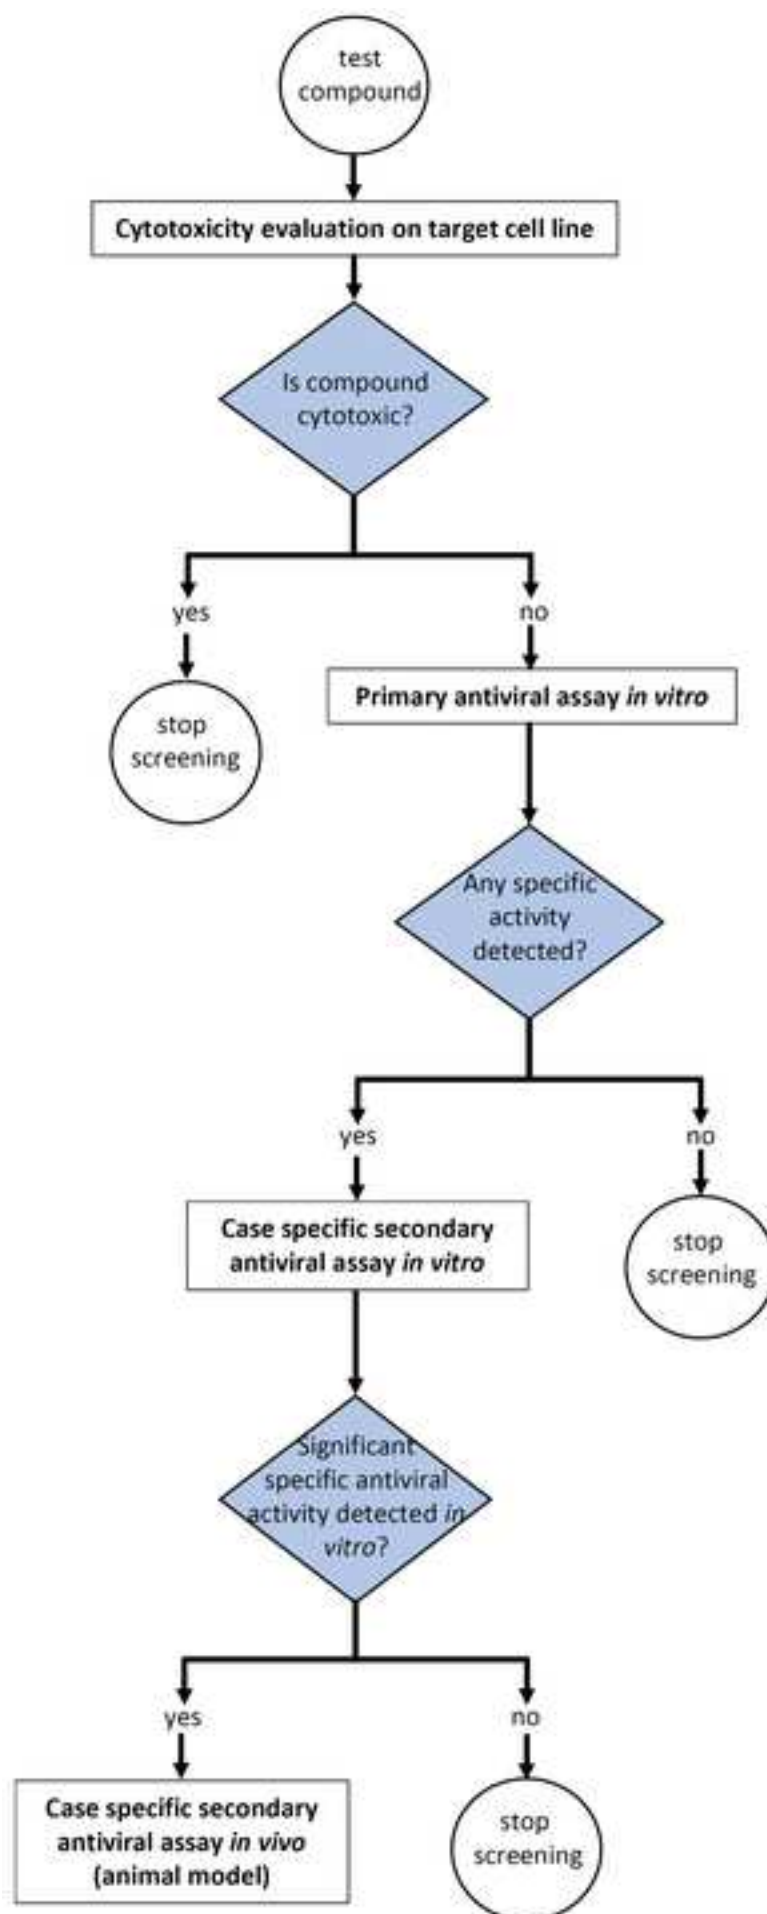 test
compound
Cytotoxicity evaluation on target cell line
Is compound
cytotoxic?
yes
no
stop
screening
Primary antiviral assay in vitro
Any specific
activity
detected?
yes
no
Case specific secondary
antiviral assay in vitro
stop
screening
Significant
specific antiviral
activity detected in
vitro?
yes
no
Case specific secondary
antiviral assay in vivo
(animal model)
stop
screening